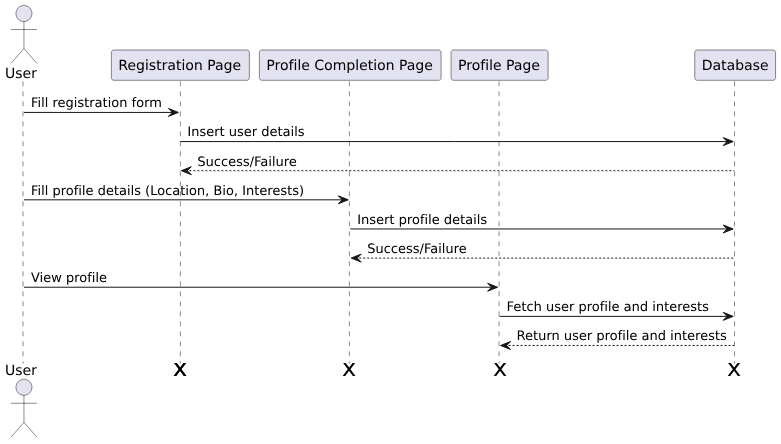 User
Registration Page
Profile Completion Page
Profile Page
Database
Fill registration form
Insert user details
Success/Failure
Fill profile details (Location, Bio, Interests)
Insert profile details
Success/Failure
View profile
Fetch user profile and interests
Return user profile and interests
User